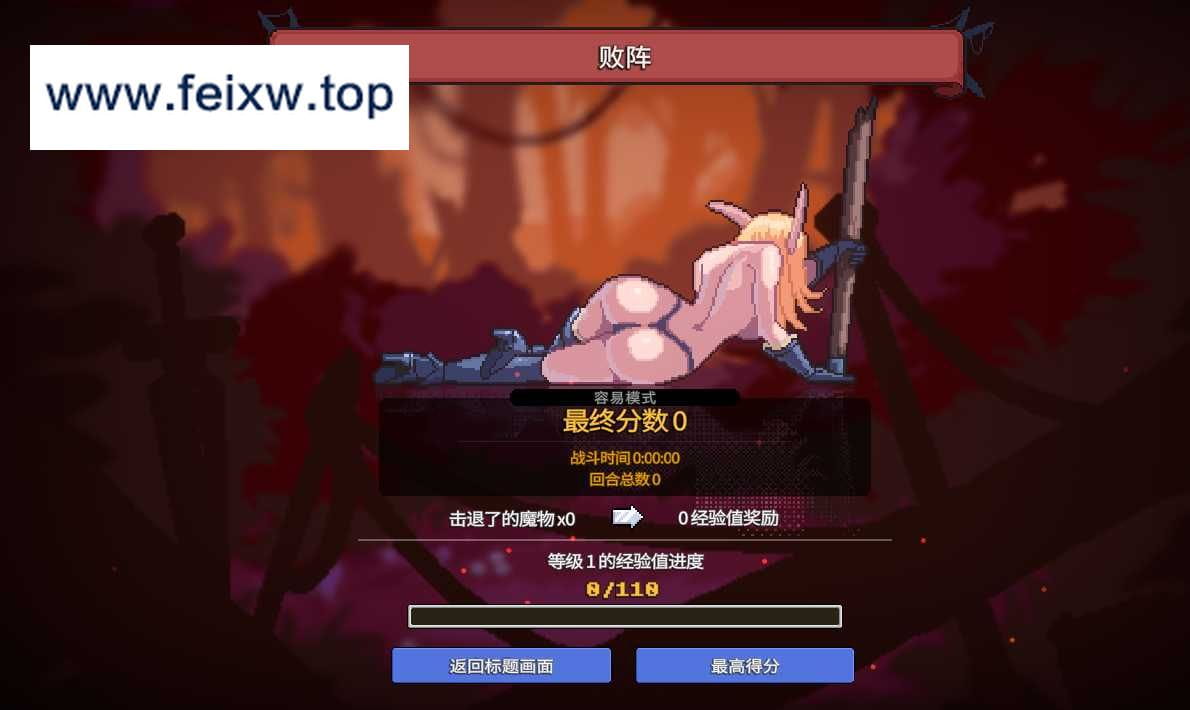 败阵
www.feixw.top
容易模式
最终分数 0
战斗时间 0:00:00
回合总数 0
击退了的魔物 x0 0 经验值奖励
等级 1 的经验值进度
0/110
返回标题画面 最高得分